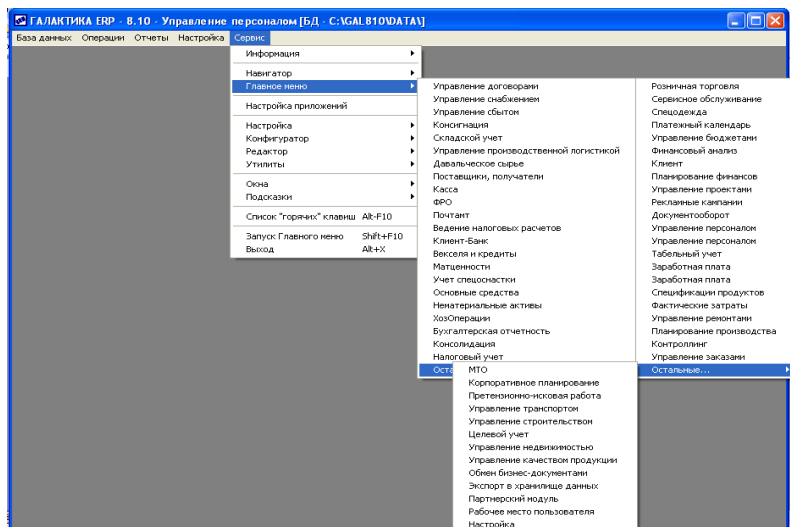 ГАЛАКТИКА ERP - 8.10 - Управление персоналом [БД - C:\GAL810\DATA\]
База данных Операции Отчеты Настройка Сервис
Информация
Навигатор
Главное меню
Настройка приложений
Настройка
Конфигуратор
Редактор
Утилиты
Окна
Подсказки
Список "горячих" клавиш Alt-F10
Запуск Главного меню Shift+F10
Выход Alt+X
Управление договорами
Управление снабжением
Управление сбытом
Консигнация
Складской учет
Управление производственной логистикой
Давальческое сырье
Поставщики, получатели
Касса
ФРО
Почтамт
Ведение налоговых расчетов
Клиент-Банк
Векселя и кредиты
Матценности
Учет спецоснастки
Основные средства
Нематериальные активы
ХозОперации
Бухгалтерская отчетность
Консолидация
Налоговый учет
Оста
Розничная торговля
Сервисное обслуживание
Спецодежда
Платежный календарь
Управление бюджетами
Финансовый анализ
Клиент
Планирование финансов
Управление проектами
Рекламные кампании
Документооборот
Управление персоналом
Управление персоналом
Табельный учет
Заработная плата
Заработная плата
Спецификации продуктов
Фактические затраты
Управление ремонтами
Планирование производства
Контроллинг
Управление заказами
Остальные...
МТО
Корпоративное планирование
Претензионно-исковая работа
Управление транспортом
Управление строительством
Целевой учет
Управление недвижимостью
Управление качеством продукции
Обмен бизнес-документами
Экспорт в хранилище данных
Партнерский модуль
Рабочее место пользователя
Настройка